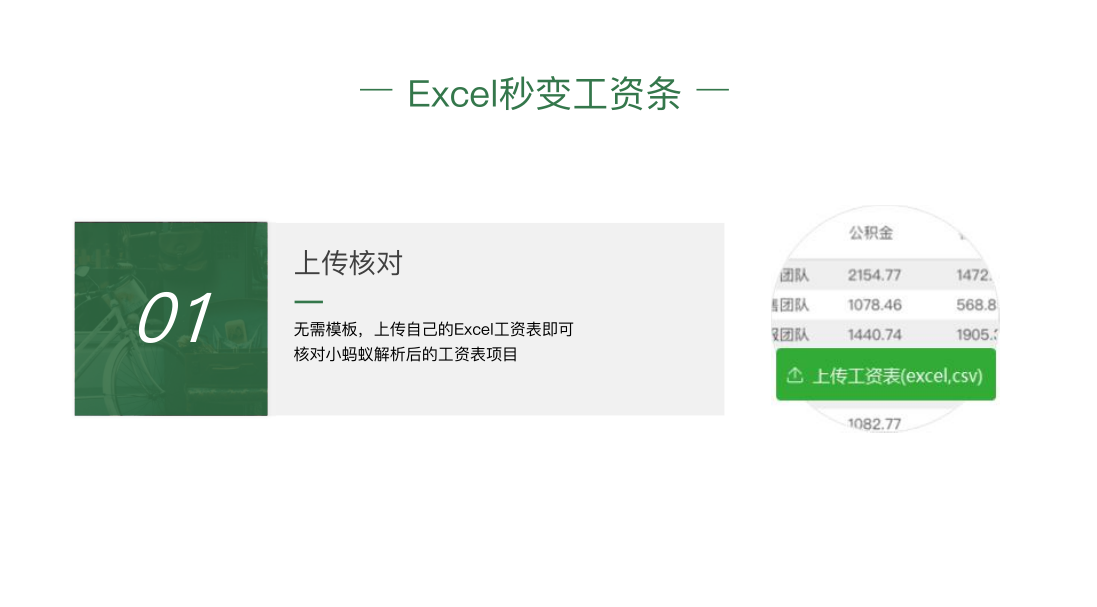 Excel秒变工资条
01
上传核对
无需模板，上传自己的Excel工资表即可
核对小蚂蚁解析后的工资表项目
公积金
团队 2154.77 1472.
团队 1078.46 568.8
团队 1440.74 1905.
上传工资表(excel,csv)
1082.77